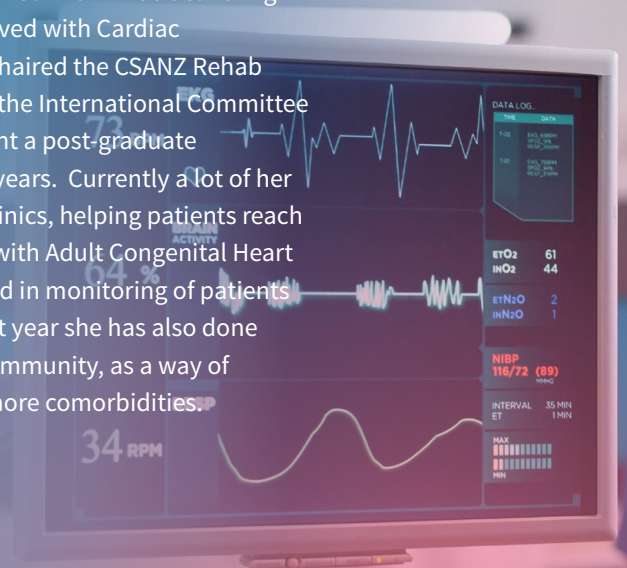 ved with Cardiac
haired the CSANZ Rehab
the International Committee
nt a post-graduate
years. Currently a lot of her
inics, helping patients reach
with Adult Congenital Heart
d in monitoring of patients
t year she has also done
mmunity, as a way of
more comorbidities.
EKG
73
BRAIN
ACTIVITY
64 %
34 RPM
DATA LOG..
TIME DATA
ETO2 61
INO2 44
ETN2O 2
INN2O 1
NIBP
116/72 (89)
MMHG
INTERVAL 35 MIN
ET 1 MIN
MAX
MIN